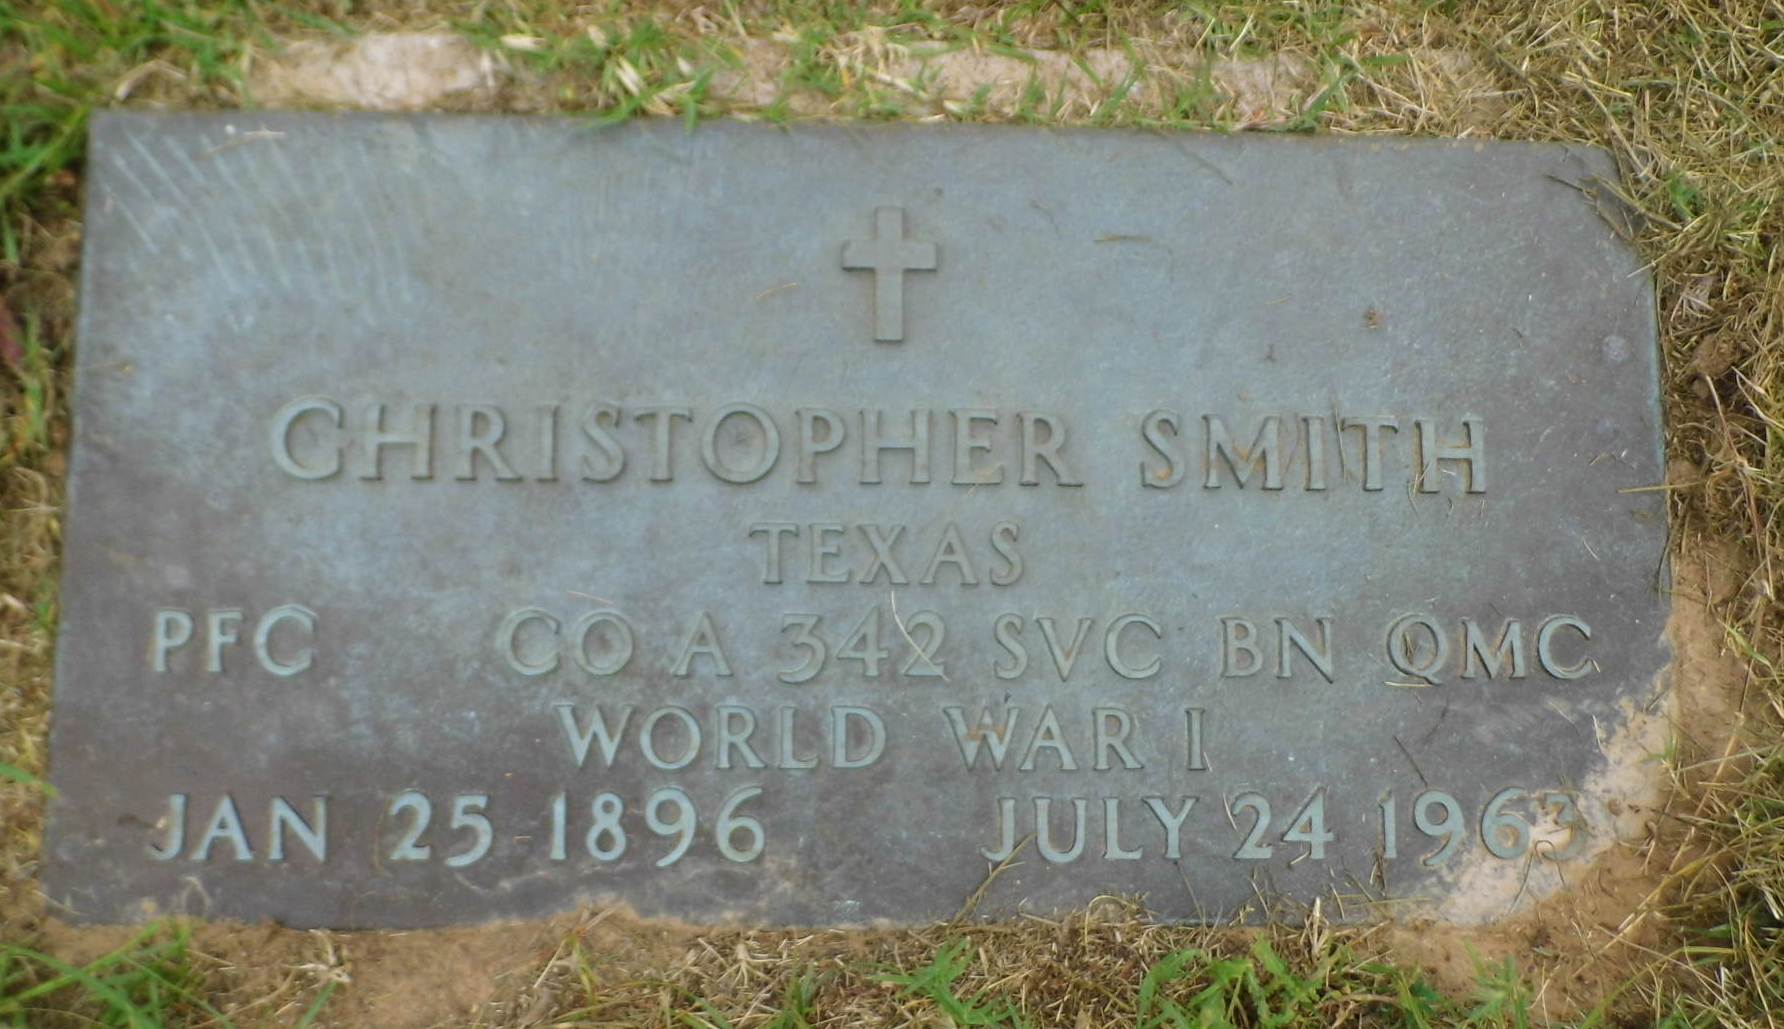 CHRISTOPHER SMITH
TEXAS
PFC CO A 342 SVC BN QMC
WORLD WAR I
JAN 25 1896 JULY 24 1963